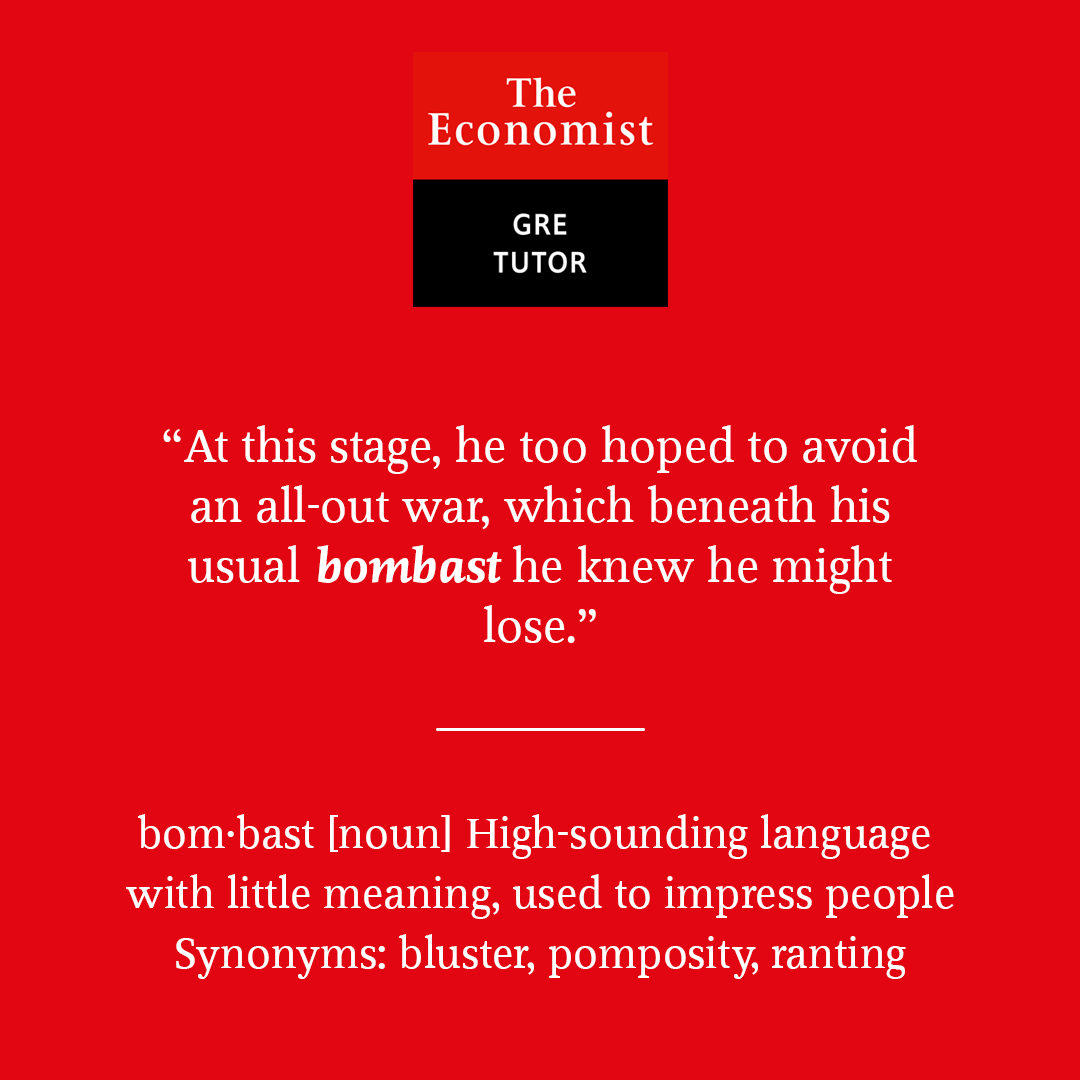 The
Economist
GRE
TUTOR
“At this stage, he too hoped to avoid
an all-out war, which beneath his
usual bombast he knew he might
lose.”
bom·bast [noun] High-sounding language
with little meaning, used to impress people
Synonyms: bluster, pomposity, ranting